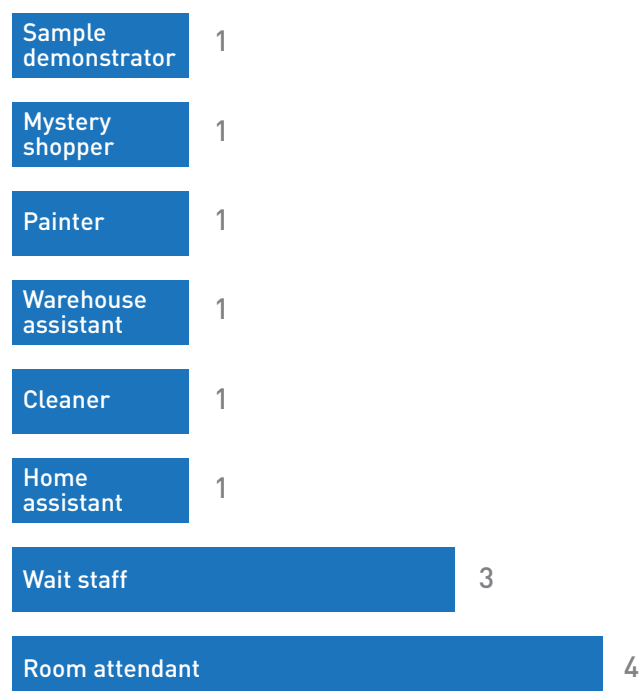 Sample
demonstrator
1
Mystery
shopper
1
Painter
1
Warehouse
assistant
1
Cleaner
1
Home
assistant
1
Wait staff
3
Room attendant
4